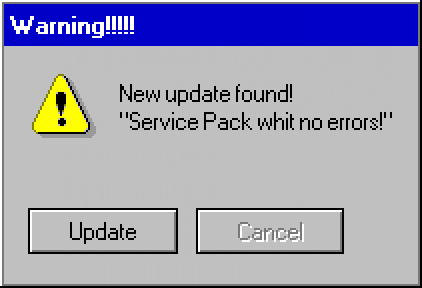 Warning!!!!!
New update found!
"Service Pack whit no errors!"
Update
Cancel